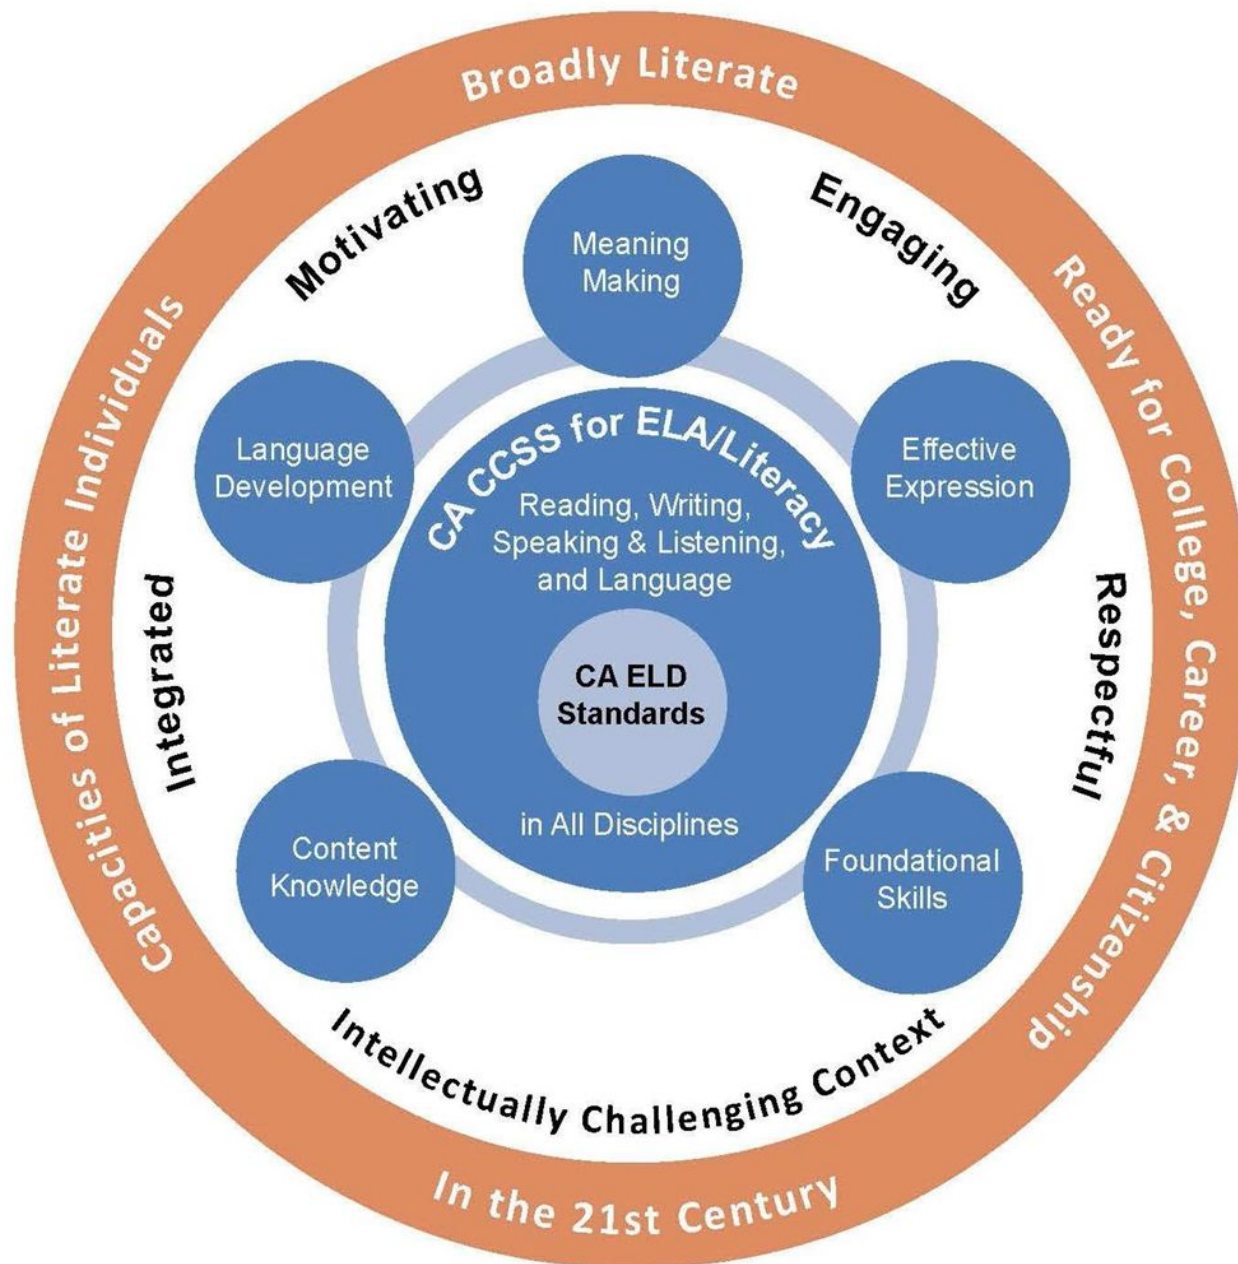 Broadly Literate
Ready for College, Career, & Citizenship
In the 21st Century
Capacities of Literate Individuals
Motivating
Engaging
Respectful
Intellectually Challenging Context
Integrated
Meaning
Making
Effective
Expression
Foundational
Skills
Content
Knowledge
Language
Development
CA CCSS for ELA/Literacy
Reading, Writing,
Speaking & Listening,
and Language
CA ELD
Standards
in All Disciplines